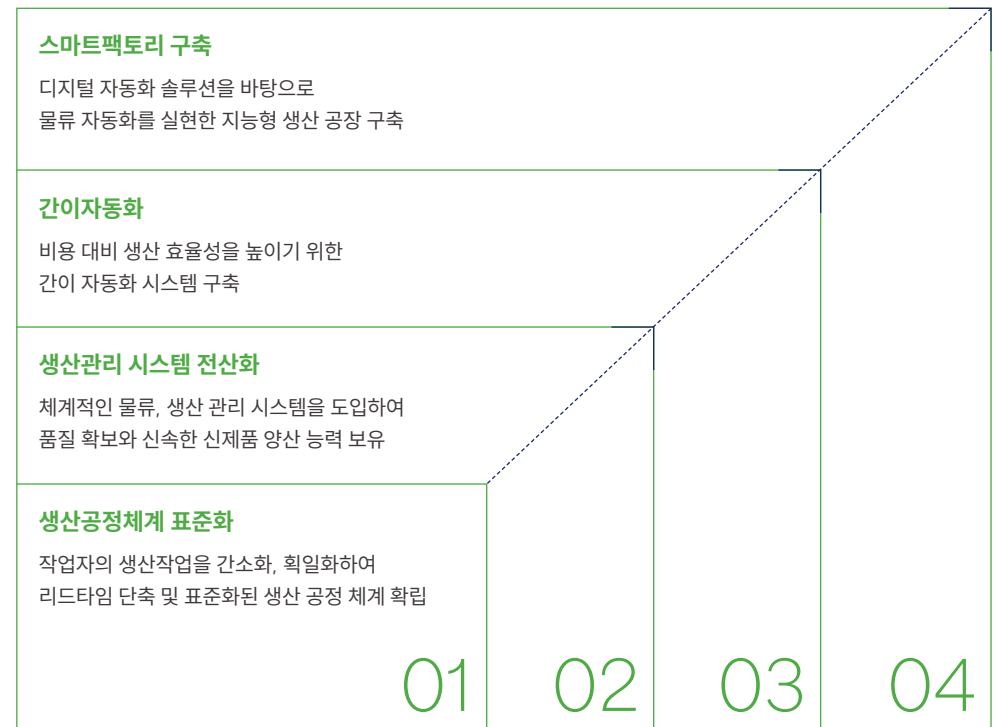 스마트팩토리 구축
디지털 자동화 솔루션을 바탕으로
물류 자동화를 실현한 지능형 생산 공장 구축
간이자동화
비용 대비 생산 효율성을 높이기 위한
간이 자동화 시스템 구축
생산관리 시스템 전산화
체계적인 물류, 생산 관리 시스템을 도입하여
품질 확보와 신속한 신제품 양산 능력 보유
생산공정체계 표준화
작업자의 생산작업을 간소화, 획일화하여
리드타임 단축 및 표준화된 생산 공정 체계 확립
01 02 03 04